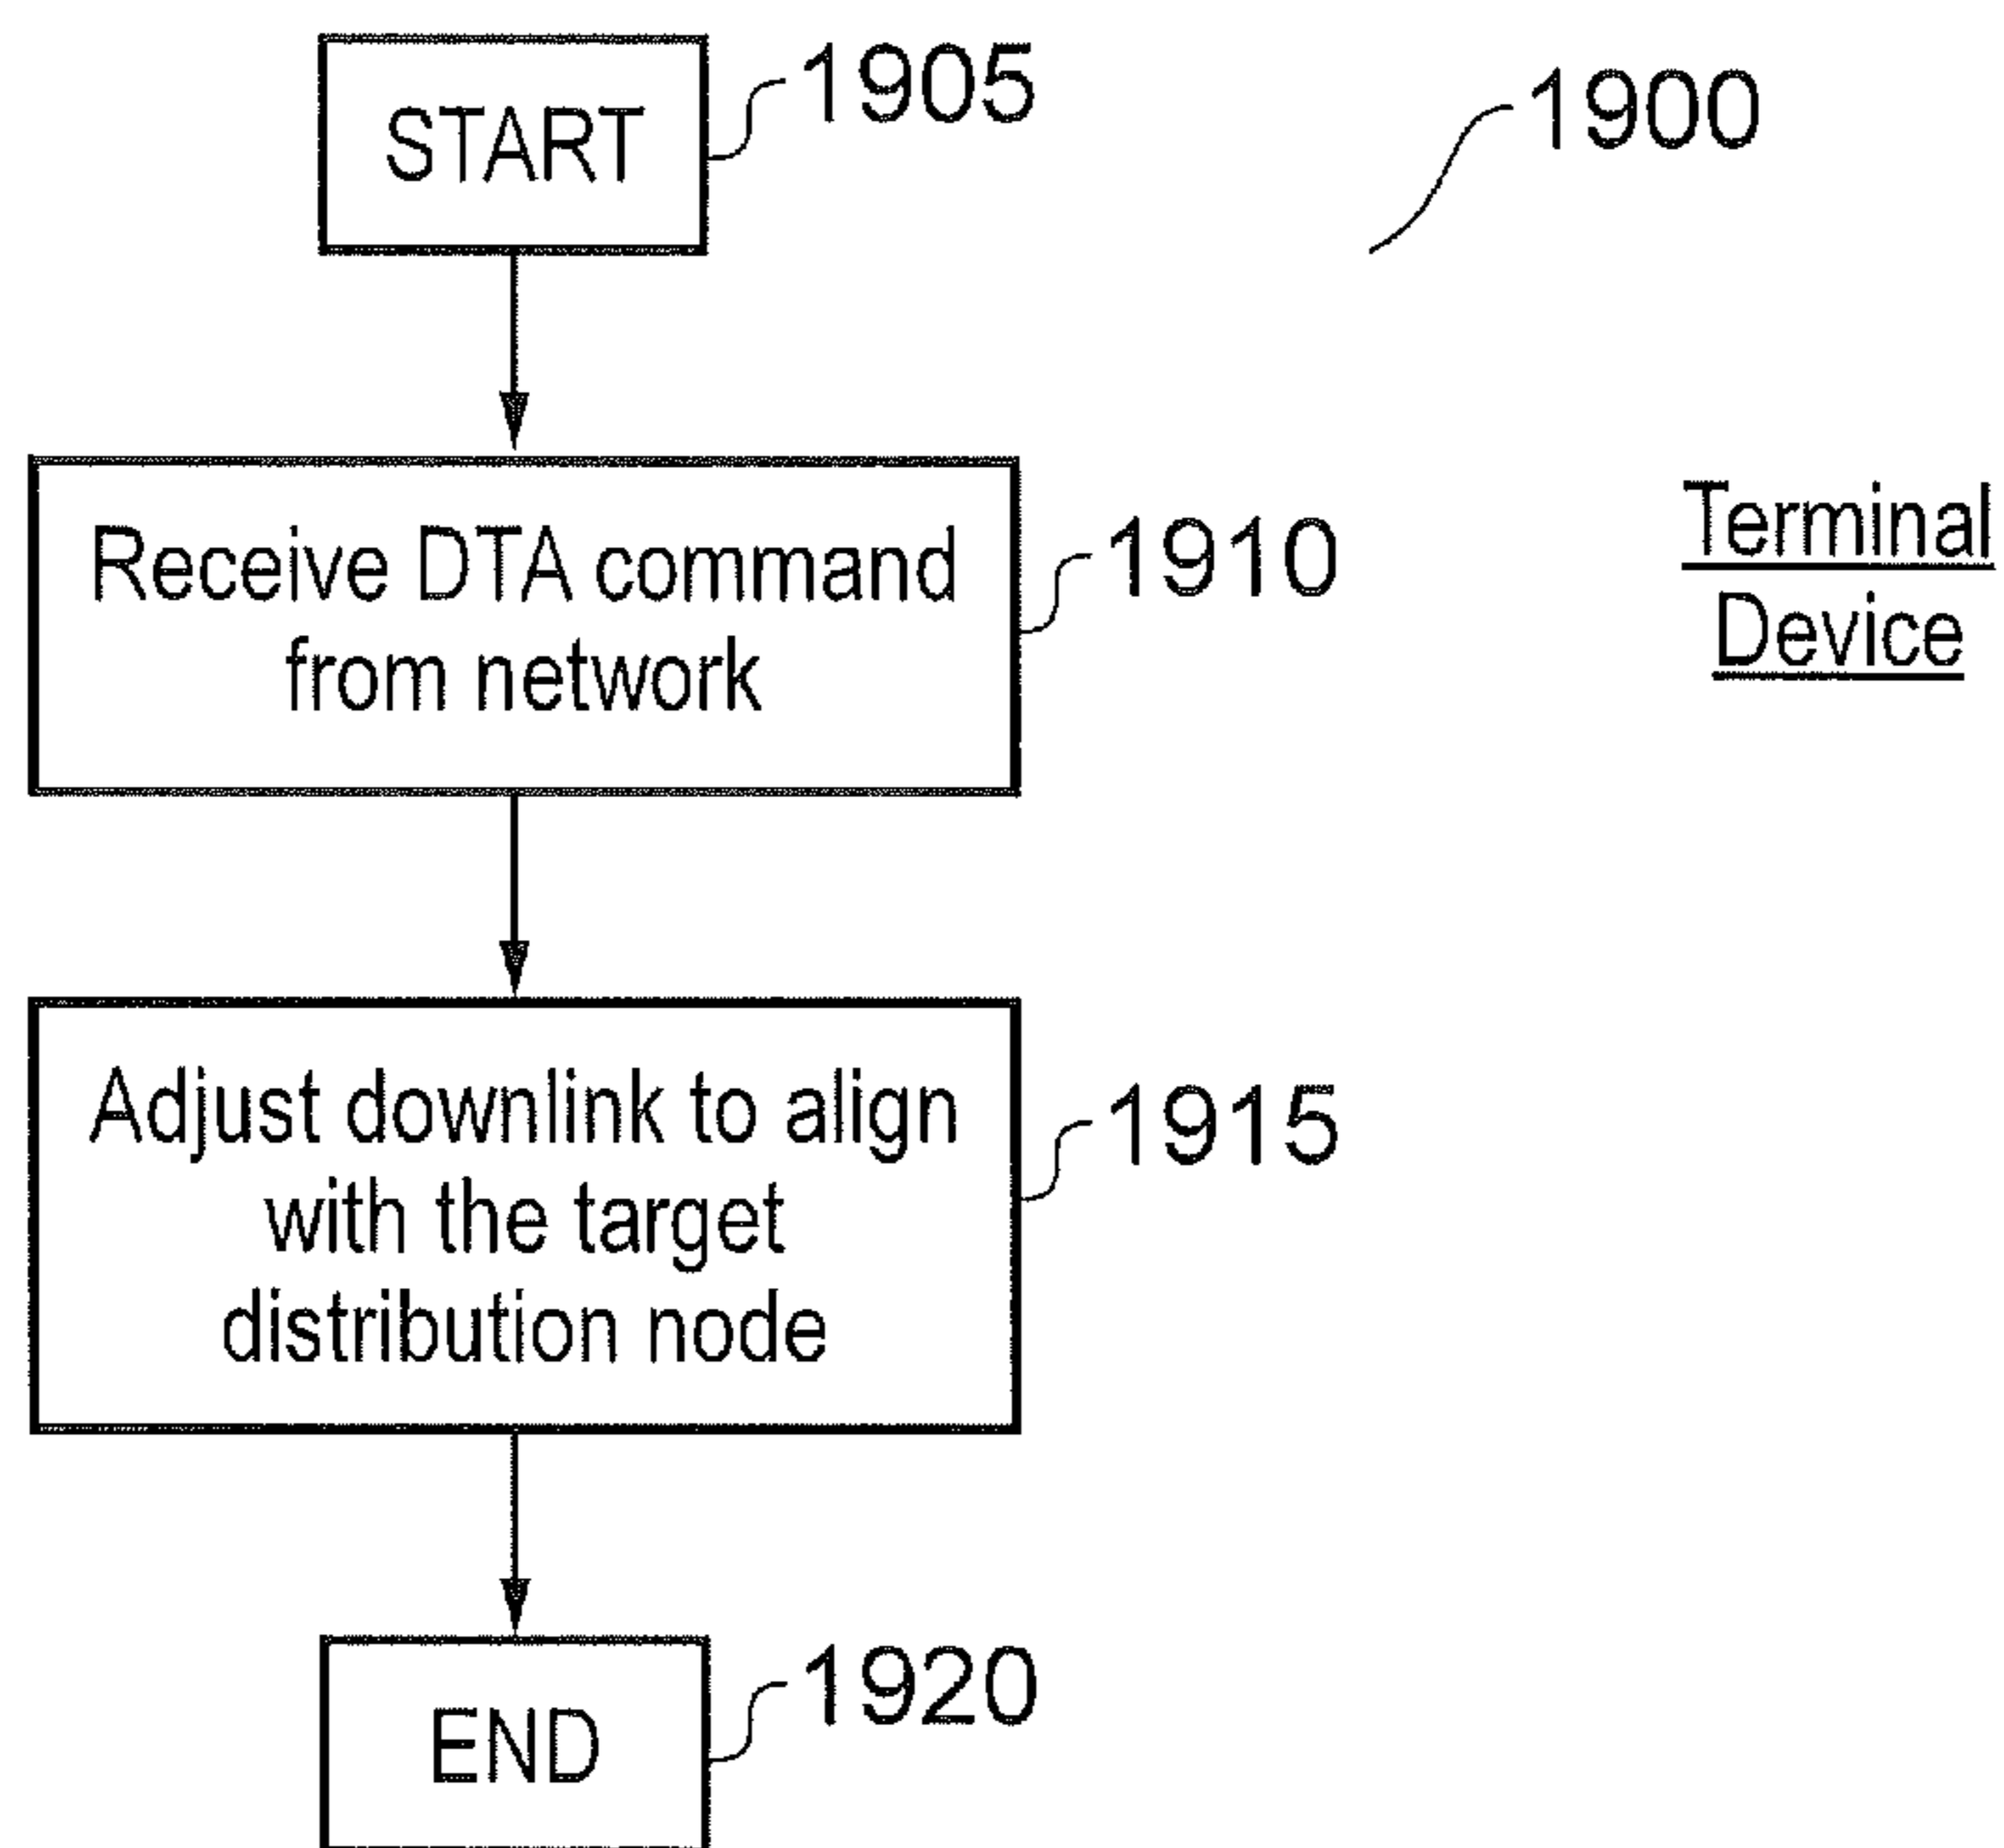 START
1905
1900
Receive DTA command
from network
1910
Terminal
Device
Adjust downlink to align
with the target
distribution node
1915
END
1920